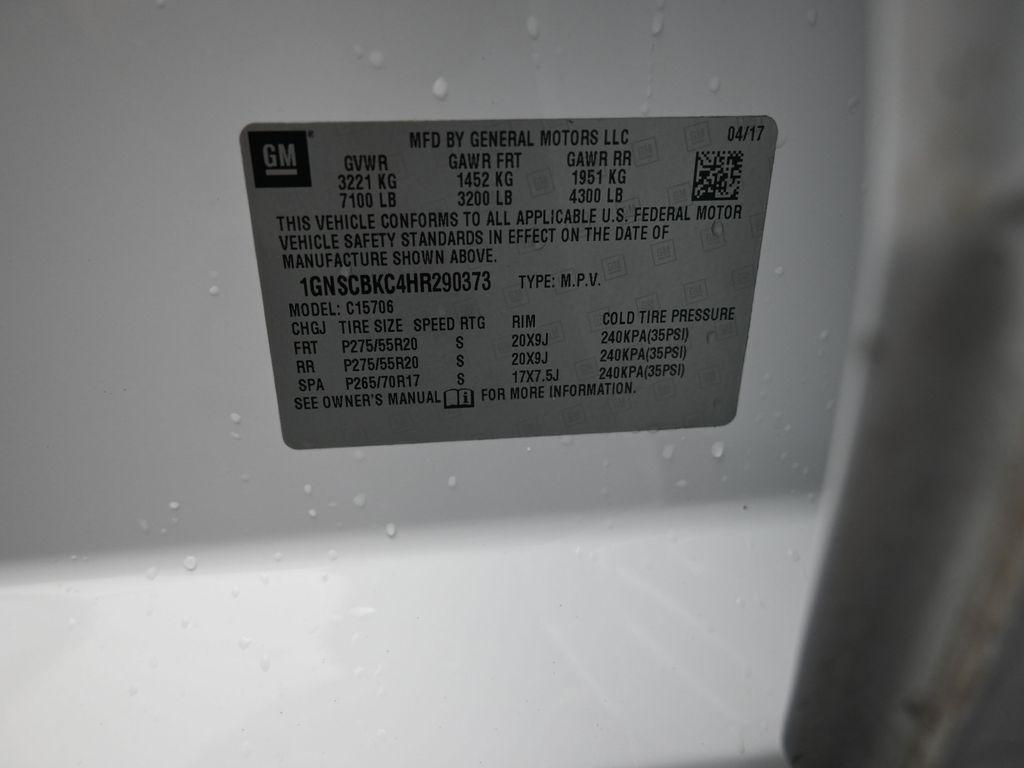 GM
MFD BY GENERAL MOTORS LLC 04/17
GVWR GAWR FRT GAWR RR
3221 KG 1452 KG 1951 KG
7100 LB 3200 LB 4300 LB
THIS VEHICLE CONFORMS TO ALL APPLICABLE U.S. FEDERAL MOTOR
VEHICLE SAFETY STANDARDS IN EFFECT ON THE DATE OF
MANUFACTURE SHOWN ABOVE.
1GNSCBKC4HR290373 TYPE: M.P.V.
MODEL: C15706
CHGJ TIRE SIZE SPEED RTG RIM COLD TIRE PRESSURE
FRT P275/55R20 S 20X9J 240KPA(35PSI)
RR P275/55R20 S 20X9J 240KPA(35PSI)
SPA P265/70R17 S 17X7.5J 240KPA(35PSI)
SEE OWNER'S MANUAL i FOR MORE INFORMATION.